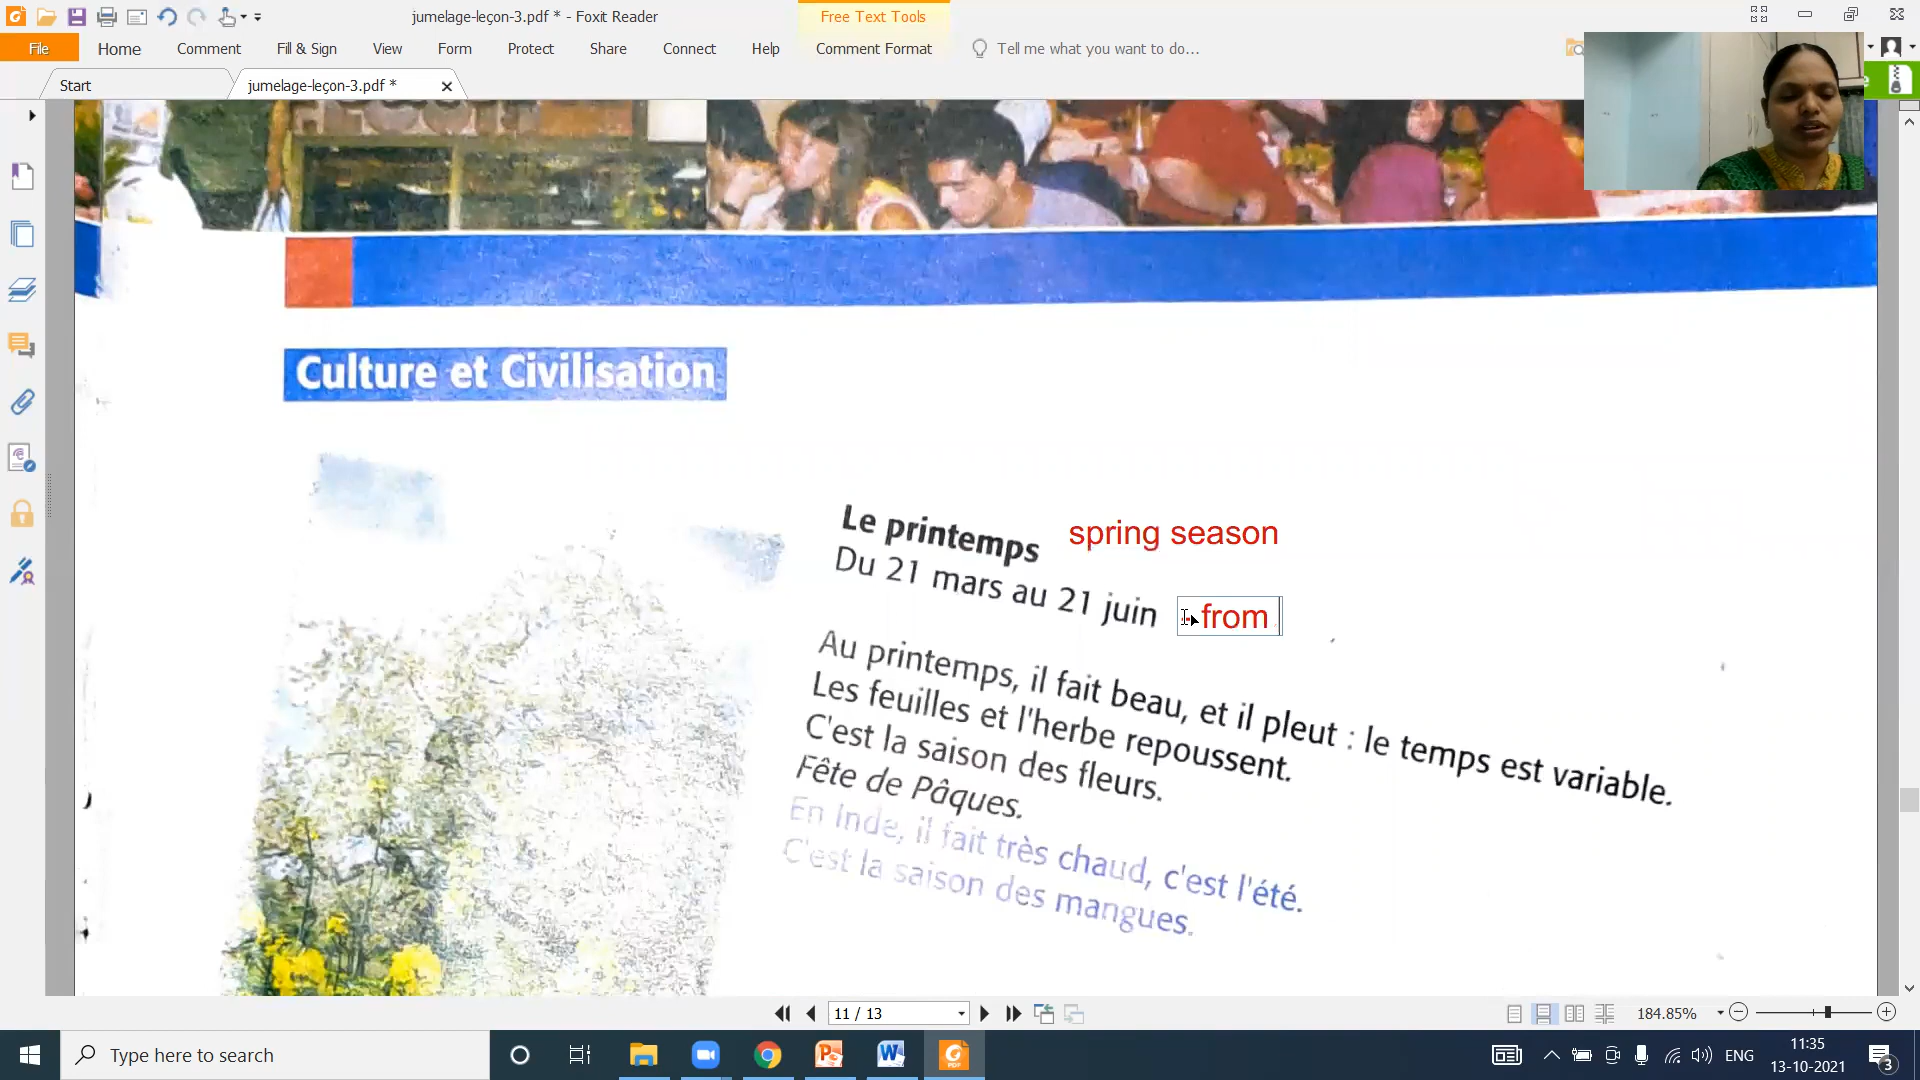 jumelage-leçon-3.pdf * - Foxit Reader
Free Text Tools
File Home Comment Fill & Sign View Form Protect Share Connect Help Comment Format Tell me what you want to do...
Start jumelage-leçon-3.pdf *
Culture et Civilisation
Le printemps spring season
Du 21 mars au 21 juin from
Au printemps, il fait beau, et il pleut : le temps est variable.
Les feuilles et l'herbe repoussent.
C'est la saison des fleurs.
Fête de Pâques.
En Inde, il fait très chaud, c'est l'été.
C'est la saison des mangues.
11 / 13 184.85%
Type here to search ENG 11:35
13-10-2021 3